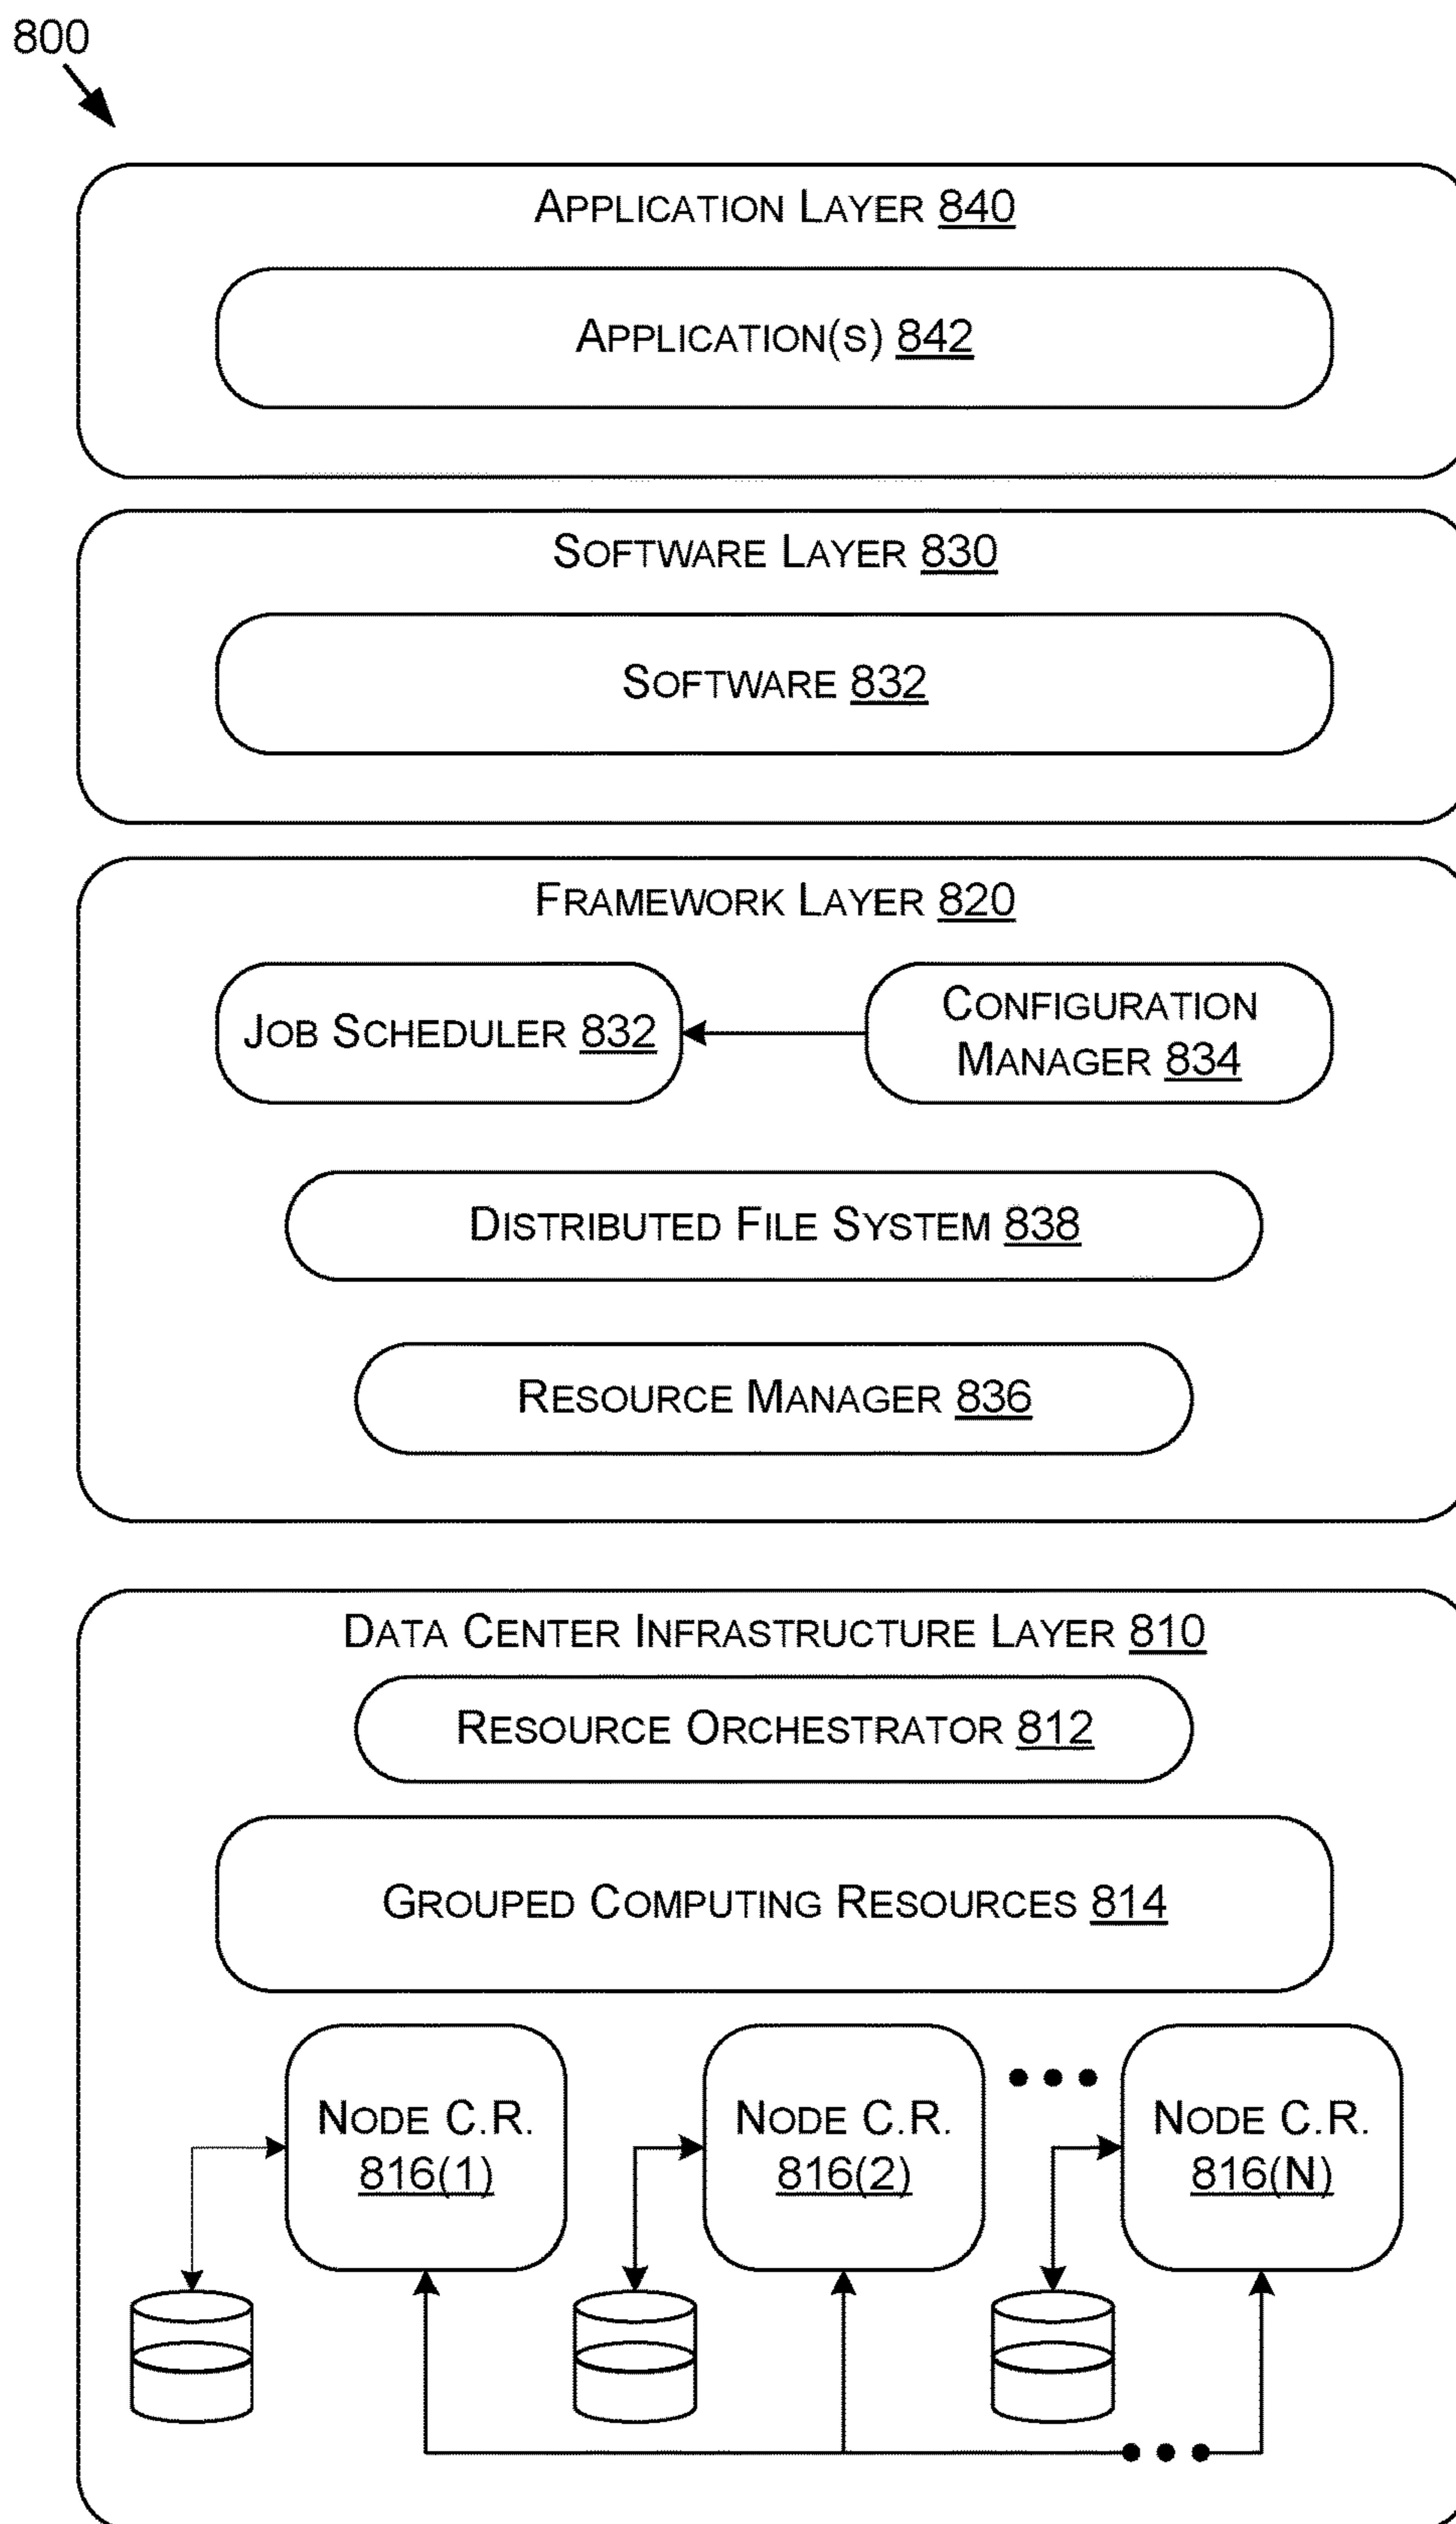 800
APPLICATION LAYER 840
APPLICATION(S) 842
SOFTWARE LAYER 830
SOFTWARE 832
FRAMEWORK LAYER 820
JOB SCHEDULER 832
CONFIGURATION
MANAGER 834
DISTRIBUTED FILE SYSTEM 838
RESOURCE MANAGER 836
DATA CENTER INFRASTRUCTURE LAYER 810
RESOURCE ORCHESTRATOR 812
GROUPED COMPUTING RESOURCES 814
NODE C.R.
816(1)
NODE C.R.
816(2)
NODE C.R.
816(N)